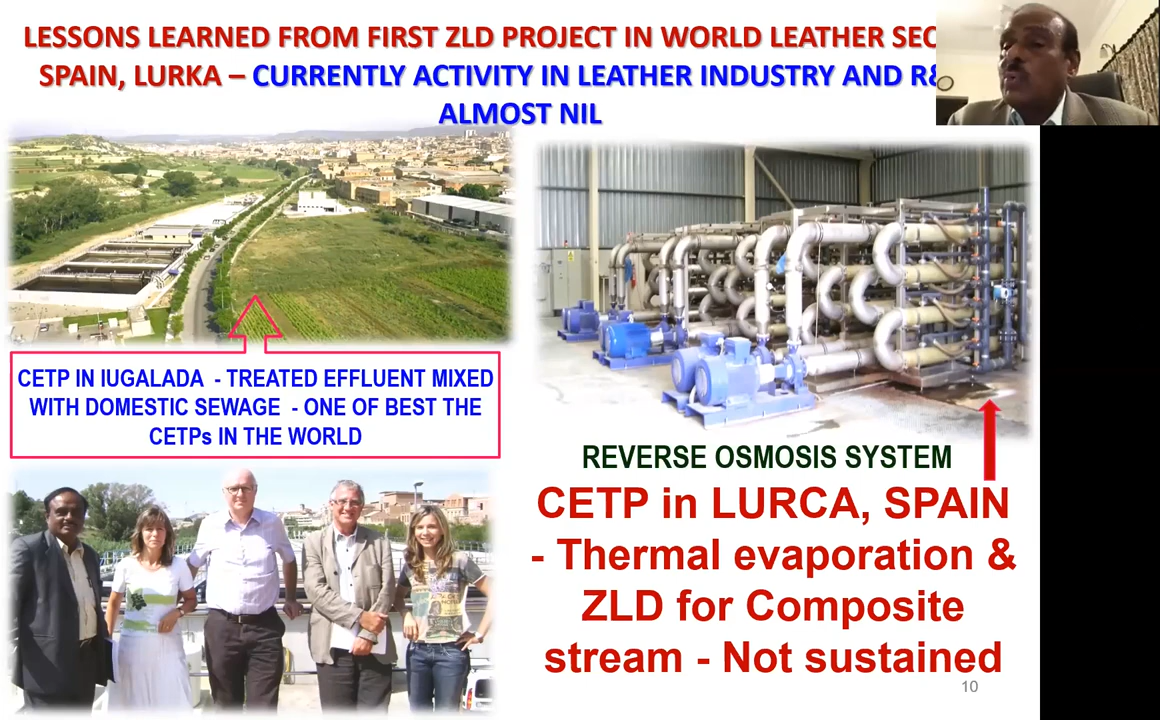 LESSONS LEARNED FROM FIRST ZLD PROJECT IN WORLD LEATHER
SPAIN, LURKA – CURRENTLY ACTIVITY IN LEATHER INDUSTRY AND
ALMOST NIL
CETP IN IUGALADA - TREATED EFFLUENT MIXED
WITH DOMESTIC SEWAGE - ONE OF BEST THE
CETPs IN THE WORLD
REVERSE OSMOSIS SYSTEM
CETP in LURCA, SPAIN
- Thermal evaporation &
ZLD for Composite
stream - Not sustained
10